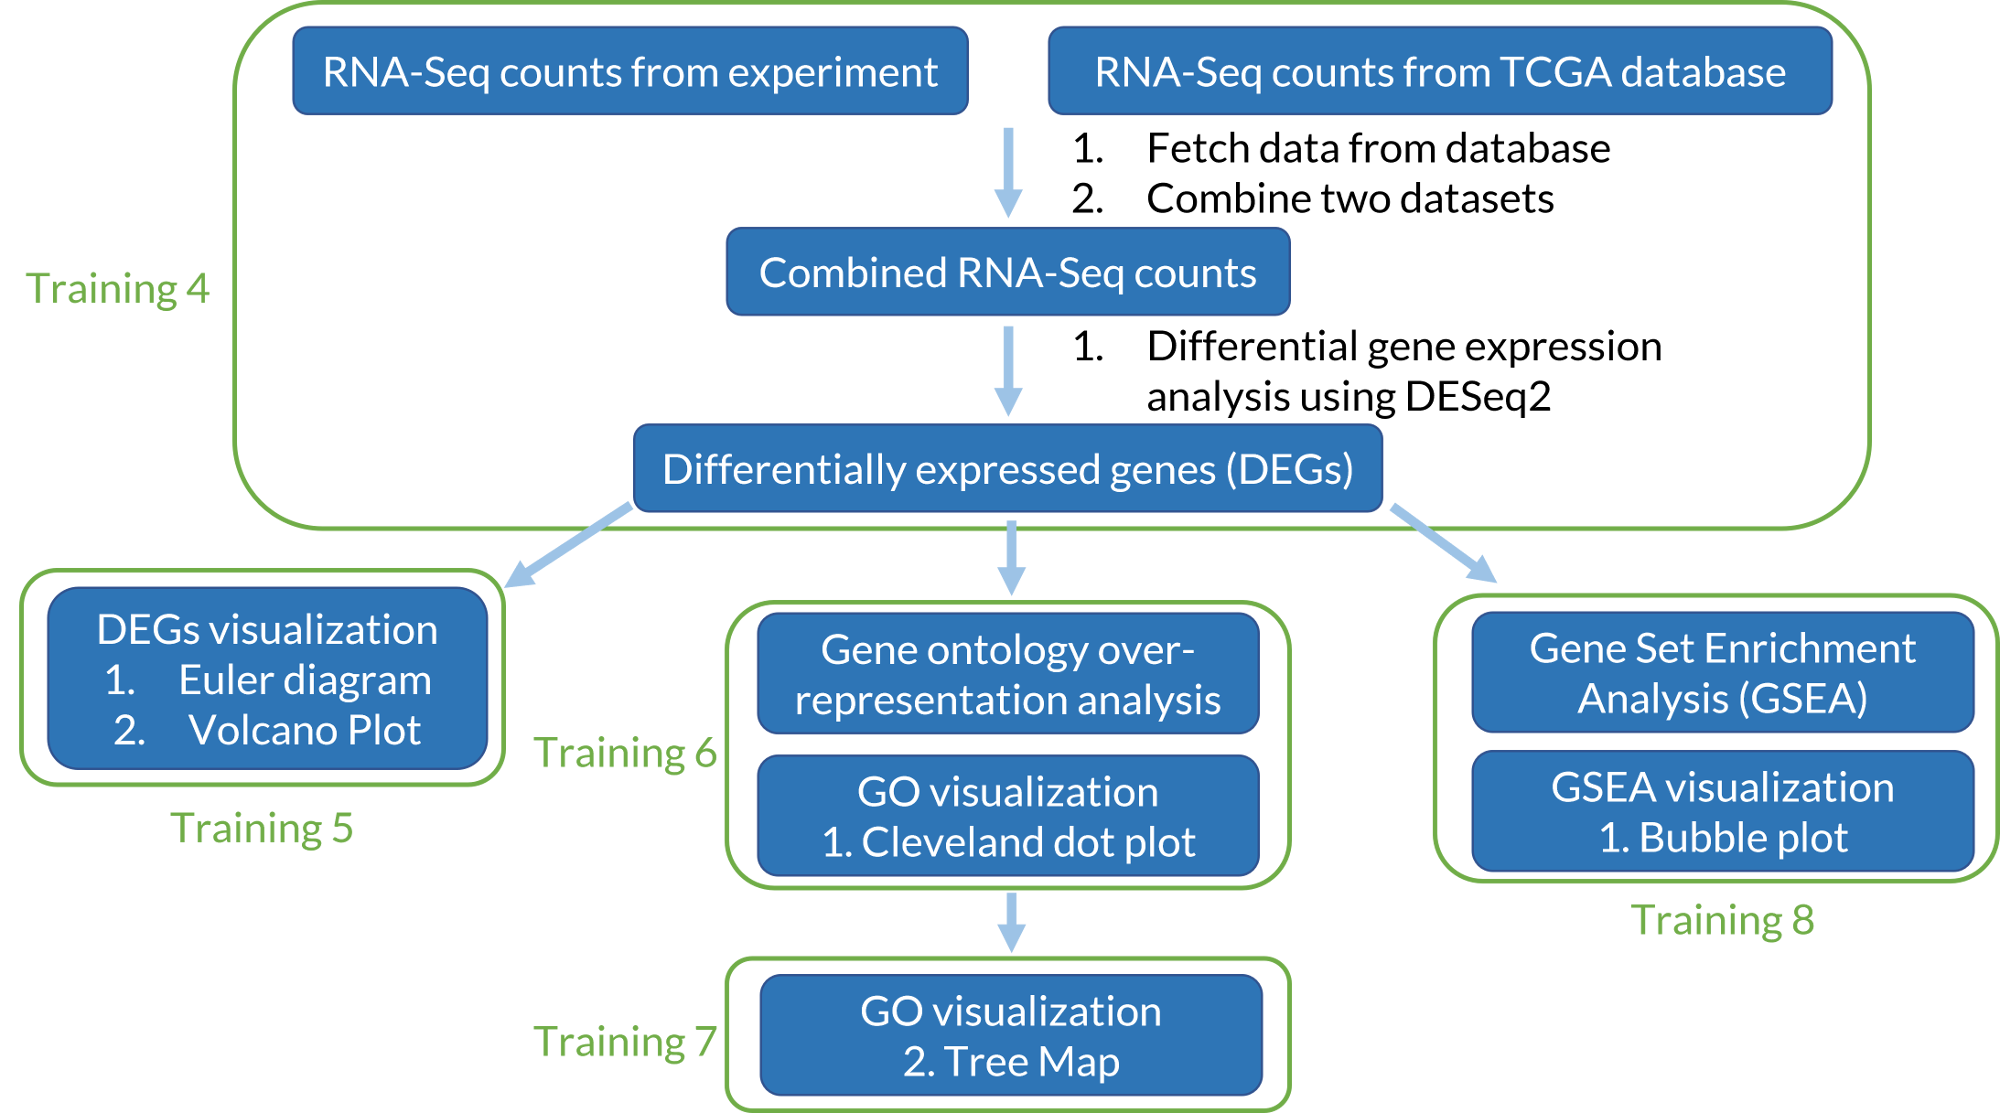 RNA-Seq counts from experiment
RNA-Seq counts from TCGA database
1. Fetch data from database
2. Combine two datasets
Combined RNA-Seq counts
Training 4
1. Differential gene expression
analysis using DESeq2
Differentially expressed genes (DEGs)
DEGs visualization
1. Euler diagram
2. Volcano Plot
Training 5
Gene ontology over-
representation analysis
Training 6
GO visualization
1. Cleveland dot plot
Gene Set Enrichment
Analysis (GSEA)
GSEA visualization
1. Bubble plot
Training 8
GO visualization
2. Tree Map
Training 7